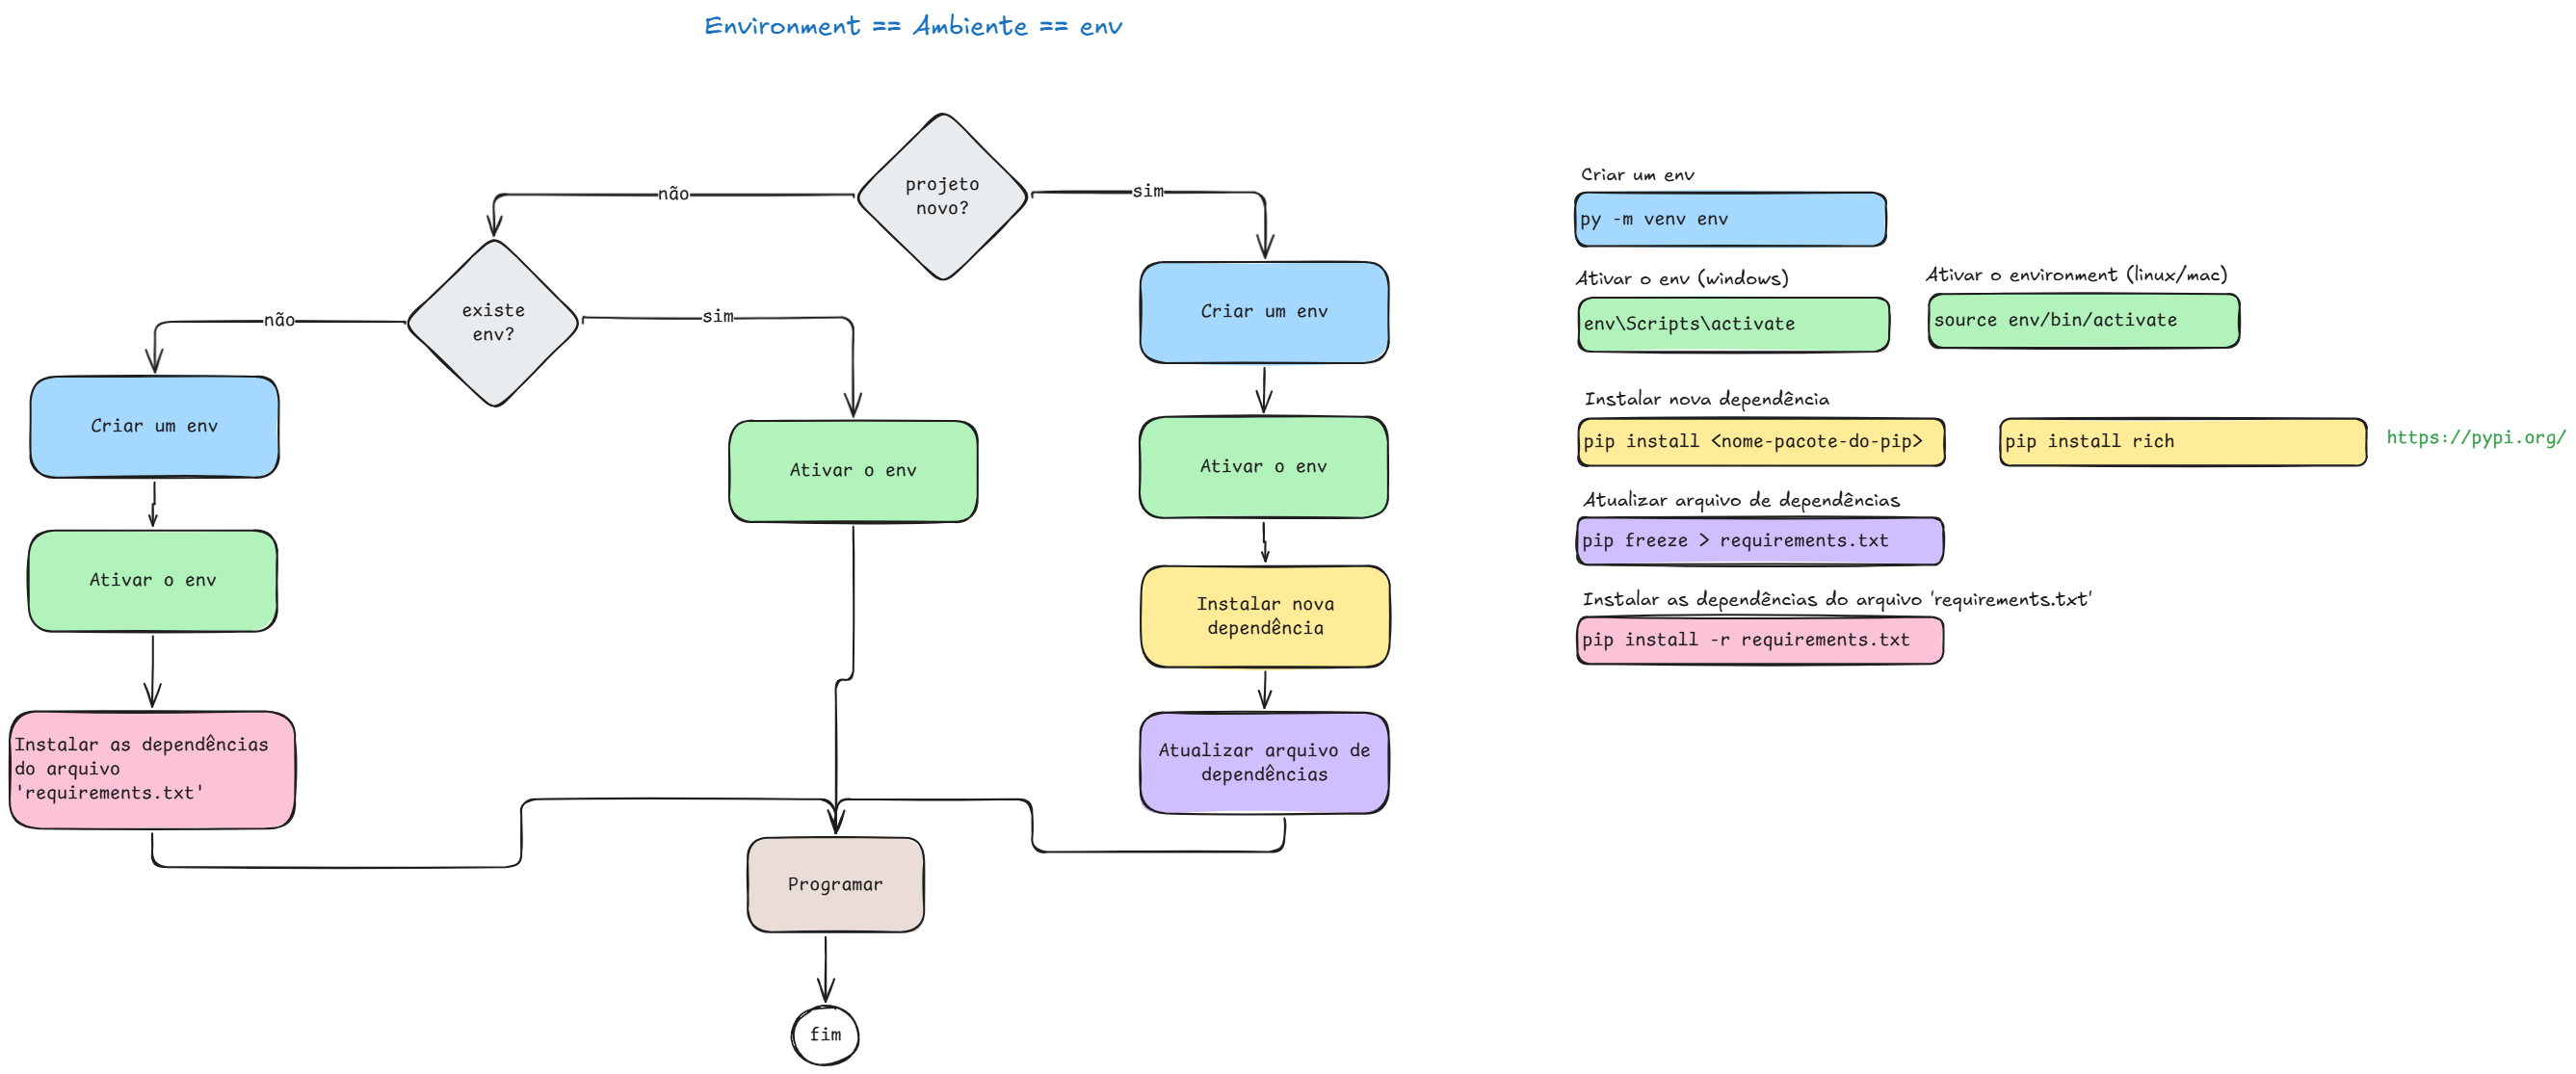 Environment == Ambiente == env
projeto
novo?
não
sim
existe
env?
não
sim
Criar um env
Ativar o env
Instalar as dependências
do arquivo
'requirements.txt'
Ativar o env
Criar um env
Ativar o env
Instalar nova
dependência
Atualizar arquivo de
dependências
Programar
fim
Criar um env
py -m venv env
Ativar o env (windows)
env\Scripts\activate
Ativar o environment (linux/mac)
source env/bin/activate
Instalar nova dependência
pip install <nome-pacote-do-pip>
pip install rich
https://pypi.org/
Atualizar arquivo de dependências
pip freeze > requirements.txt
Instalar as dependências do arquivo 'requirements.txt'
pip install -r requirements.txt